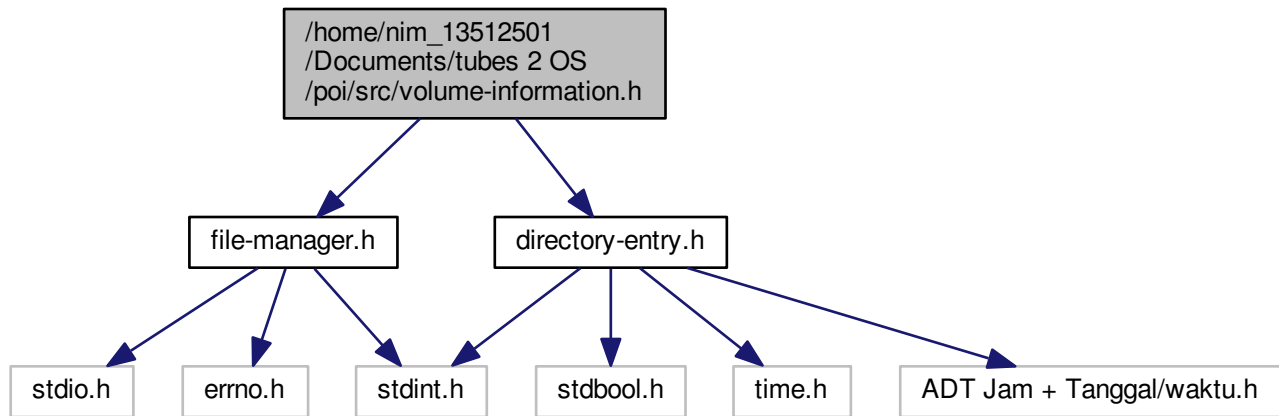 /home/nim_13512501
/Documents/tubes 2 OS
/poi/src/volume-information.h
file-manager.h
directory-entry.h
stdio.h
errno.h
stdint.h
stdbool.h
time.h
ADT Jam + Tanggal/waktu.h